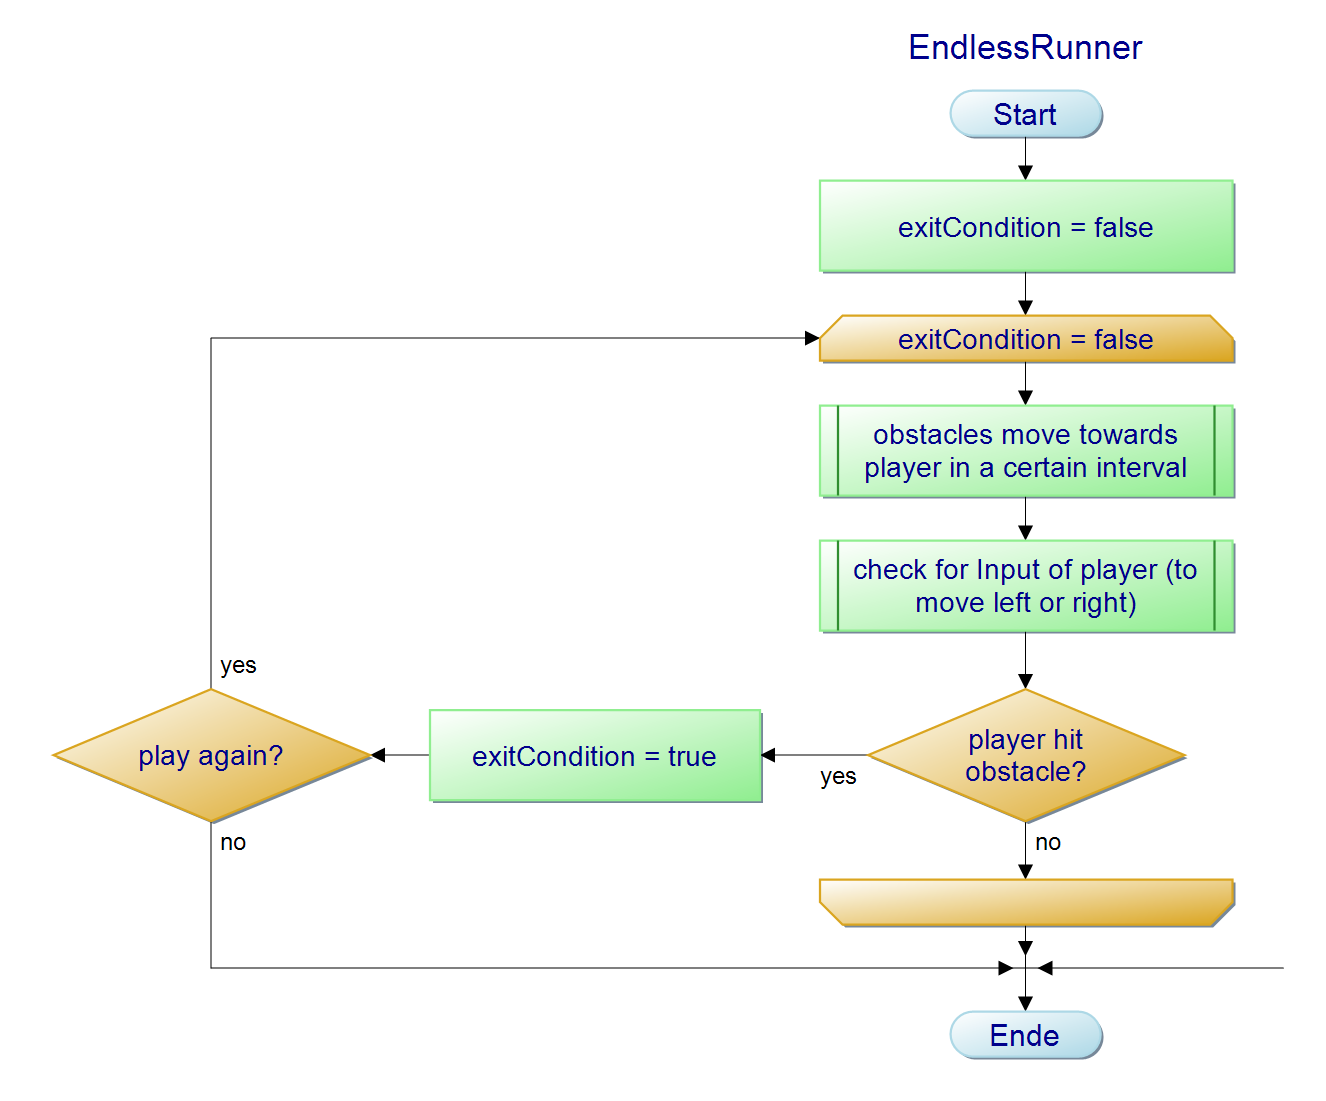 EndlessRunner
Start
exitCondition = false
exitCondition = false
obstacles move towards
player in a certain interval
check for Input of player (to
move left or right)
player hit
obstacle?
yes
no
exitCondition = true
play again?
yes
no
Ende